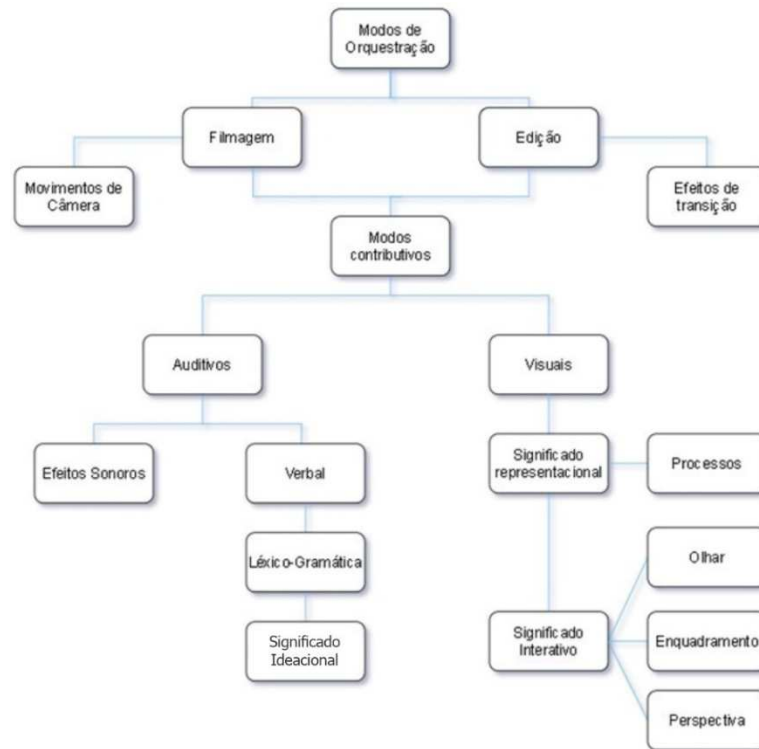 Modos de
Orquestração
Filmagem
Edição
Movimentos de
Câmera
Efeitos de
transição
Modos
contributivos
Auditivos
Visuais
Efeitos Sonoros
Verbal
Significado
representacional
Processos
Léxico-Gramática
Olhar
Significado
Ideacional
Significado
Interativo
Enquadramento
Perspectiva